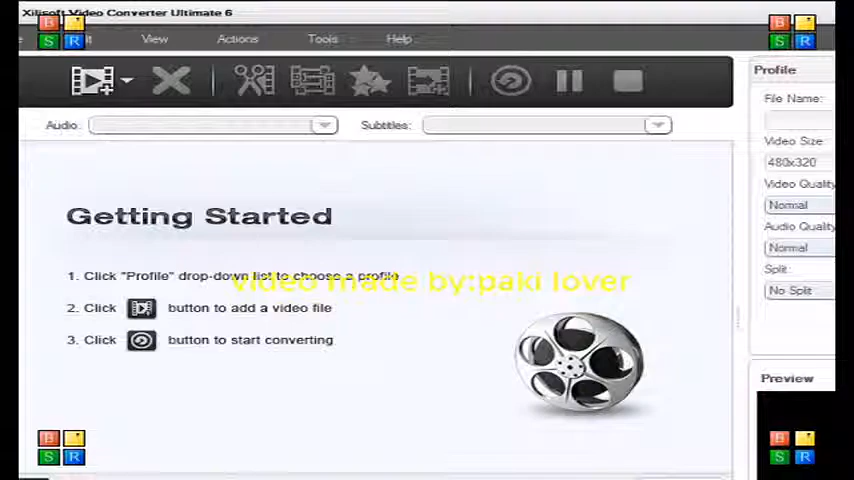 Xilisoft Video Converter Ultimate 6
View Actions Tools Help
Profile
File Name:
Audio: Subtitles:
Video Size
480x320
Video Quality
Normal
Audio Quality
Normal
Split:
No Split
Getting Started
1. Click "Profile" drop-down list to choose a profile
video made by:paki lover
2. Click button to add a video file
3. Click button to start converting
Preview
B
S R
B
S R
B
S R
B
S R